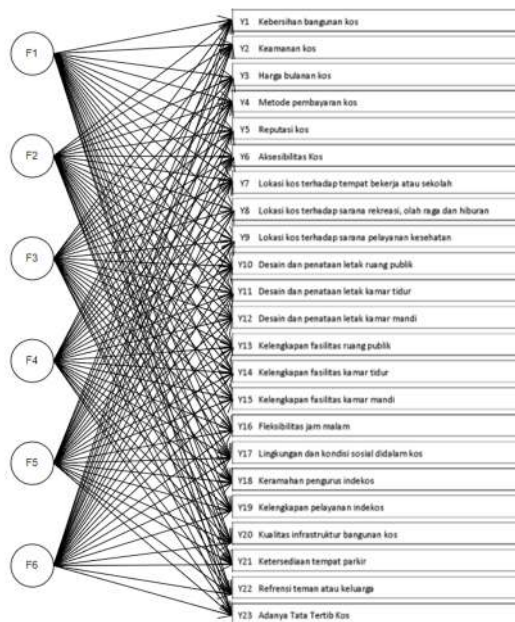 F1
F2
F3
F4
F5
F6
Y1 Kebersihan bangunan kos
Y2 Keamanan kos
Y3 Harga bulanan kos
Y4 Metode pembayaran kos
Y5 Reputasi kos
Y6 Aksesibilitas Kos
Y7 Lokasi kos terhadap tempat bekerja atau sekolah
Y8 Lokasi kos terhadap sarana rekreasi, olah raga dan hiburan
Y9 Lokasi kos terhadap sarana pelayanan kesehatan
Y10 Desain dan penataan letak ruang publik
Y11 Desain dan penataan letak kamar tidur
Y12 Desain dan penataan letak kamar mandi
Y13 Kelengkapan fasilitas ruang publik
Y14 Kelengkapan fasilitas kamar tidur
Y15 Kelengkapan fasilitas kamar mandi
Y16 Fleksibilitas jam malam
Y17 Lingkungan dan kondisi sosial didalam kos
Y18 Keramahan pengurus indekos
Y19 Kelengkapan pelayanan indekos
Y20 Kualitas infrastruktur bangunan kos
Y21 Ketersediaan tempat parkir
Y22 Refrensi teman atau keluarga
Y23 Adanya Tata Tertib Kos